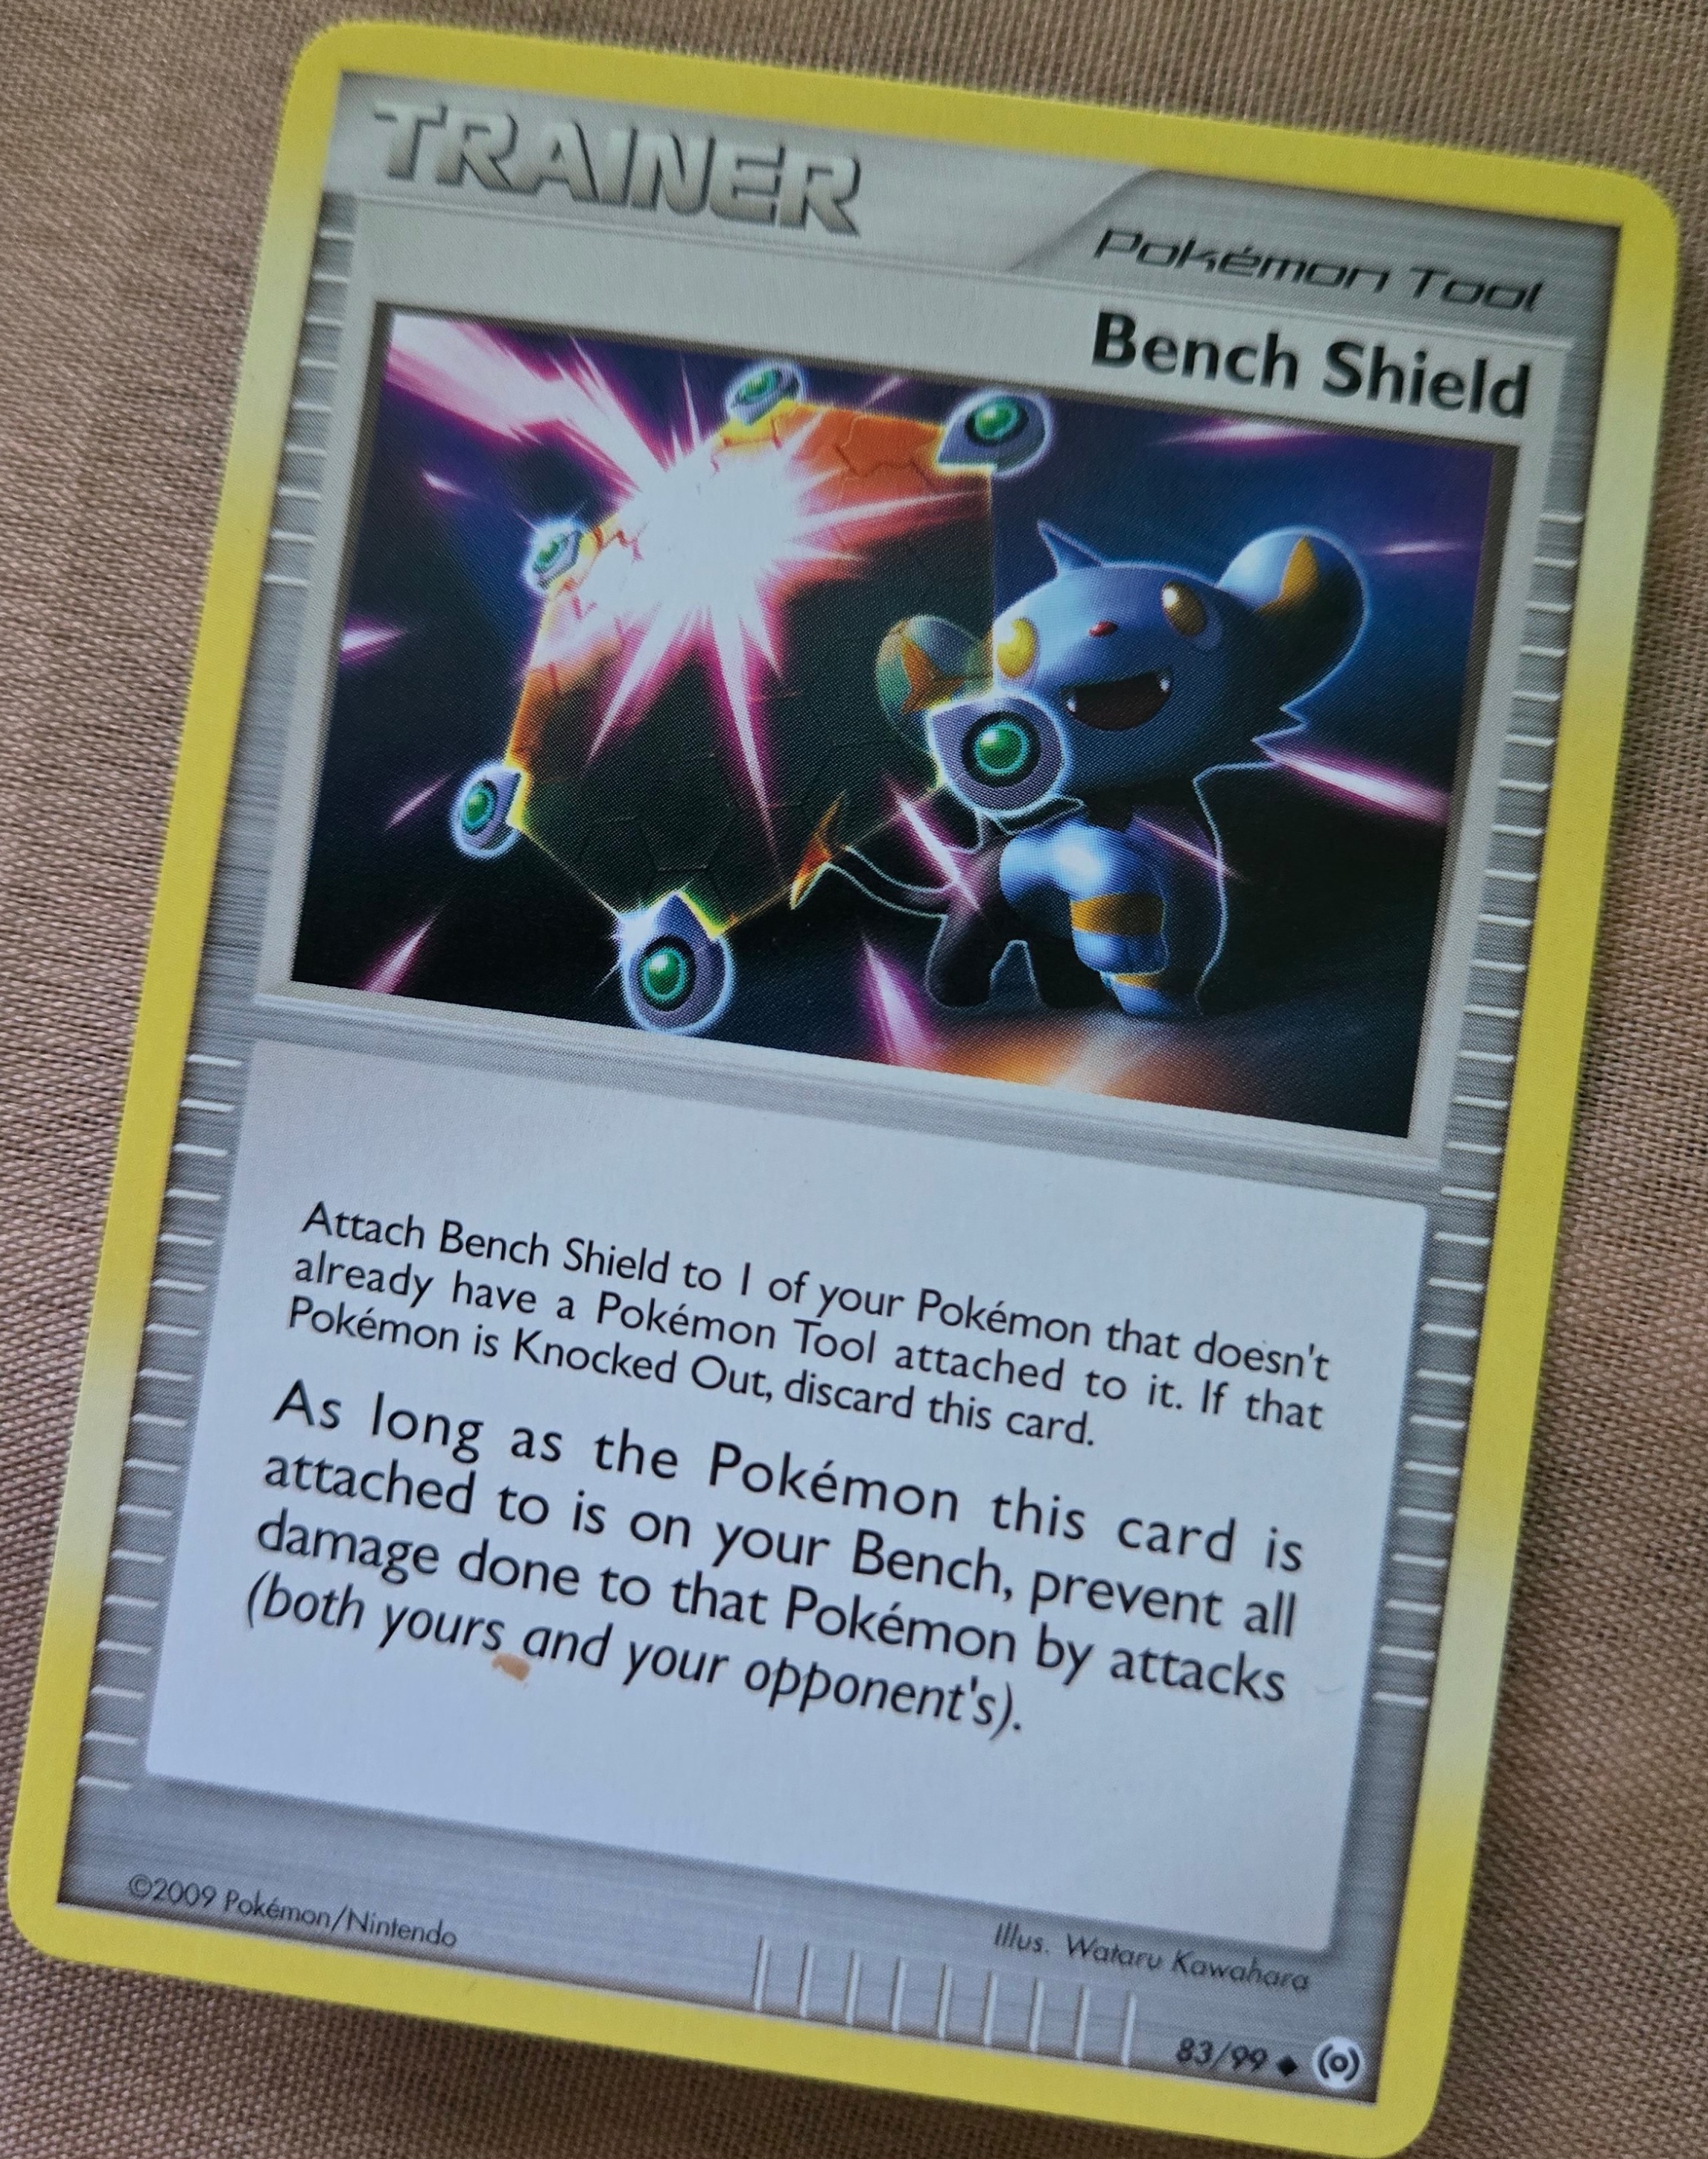 TRAINER
Pokémon Tool
Bench Shield
Attach Bench Shield to 1 of your Pokémon that doesn't
already have a Pokémon Tool attached to it. If that
Pokémon is Knocked Out, discard this card.
As long as the Pokémon this card is
attached to is on your Bench, prevent all
damage done to that Pokémon by attacks
(both yours and your opponent's).
©2009 Pokémon/Nintendo
Illus. Wataru Kawahara
83/99